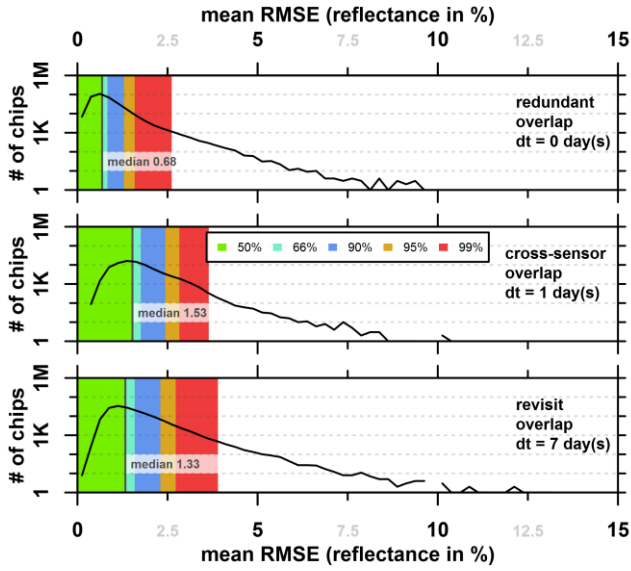 mean RMSE (reflectance in %)
0 2.5 5 7.5 10 12.5 15
# of chips
1M
1K
1
redundant
overlap
dt = 0 day(s)
median 0.68
# of chips
1M
1K
1
50% 66% 90% 95% 99%
cross-sensor
overlap
dt = 1 day(s)
median 1.53
# of chips
1M
1K
1
revisit
overlap
dt = 7 day(s)
median 1.33
0 2.5 5 7.5 10 12.5 15
mean RMSE (reflectance in %)